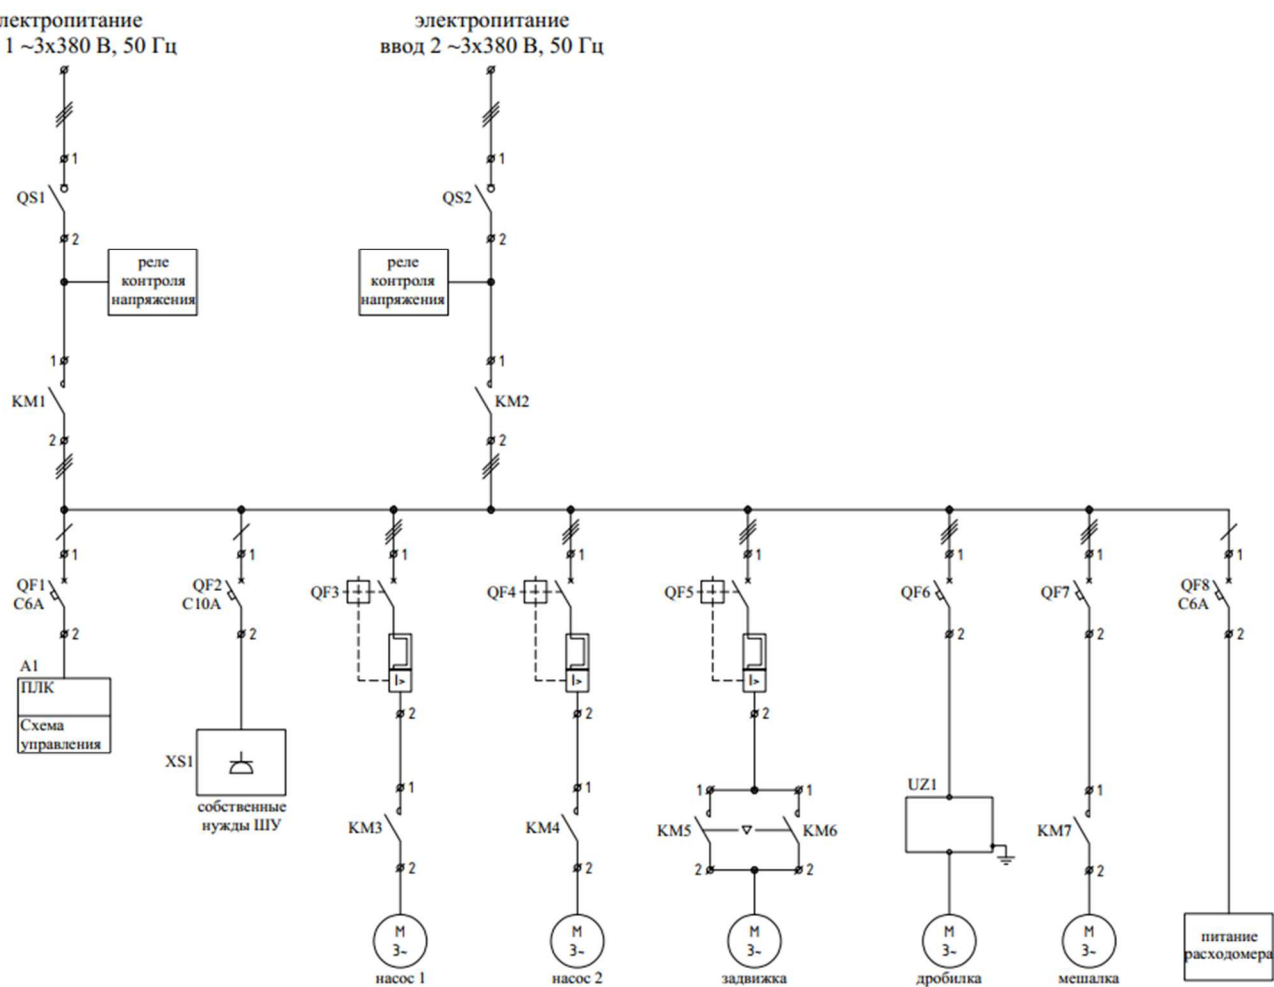 лектропитание
1 ~3х380 В, 50 Гц
электропитание
ввод 2 ~3х380 В, 50 Гц
1
1
QS1
QS2
2
2
реле
контроля
напряжения
реле
контроля
напряжения
1
1
KM1
KM2
2
2
1
1
1
1
1
1
1
1
QF1
C6A
QF2
C10A
QF3
QF4
QF5
QF6
QF7
QF8
C6A
2
2
2
2
2
A1
ПЛК
Схема
управления
I>
I>
I>
2
2
2
XS1
собственные
нужды ШУ
UZ1
1
1
1
1
1
KM3
KM4
KM5
KM6
KM7
2
2
2
2
2
M
3~
M
3~
M
3~
M
3~
M
3~
питание
расходомера
насос 1
насос 2
задвижка
дробилка
мешалка